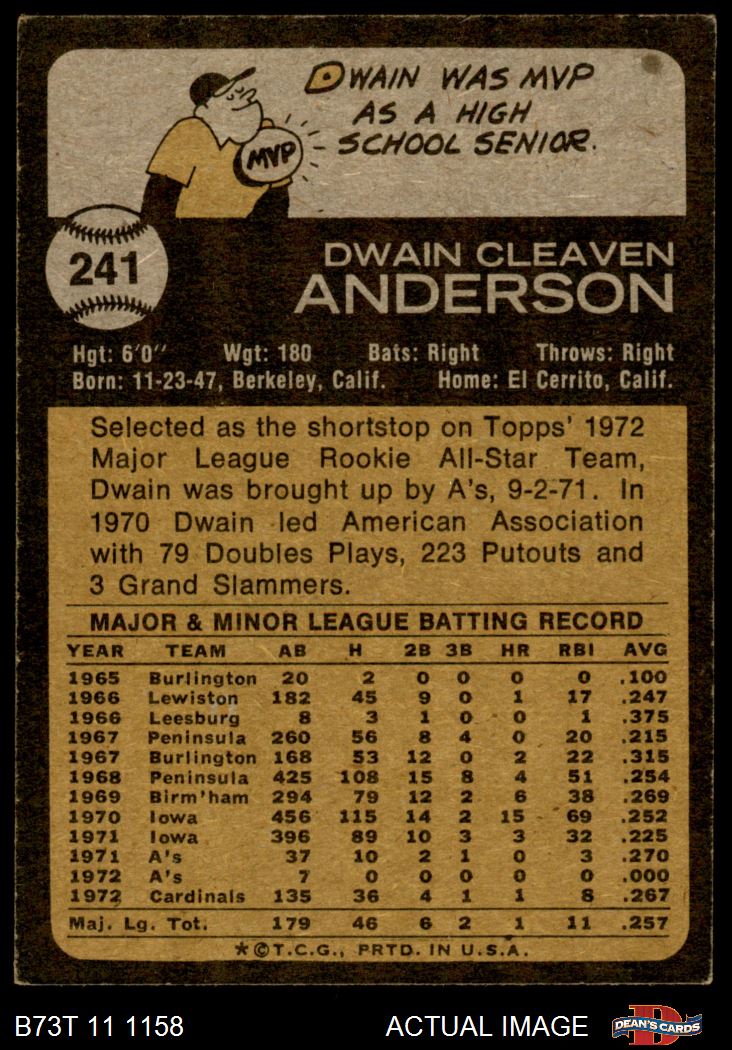 DWAIN WAS MVP
AS A HIGH
SCHOOL SENIOR.
MVP
241
DWAIN CLEAVEN
ANDERSON
Hgt: 6'0" Wgt: 180 Bats: Right Throws: Right
Born: 11-23-47, Berkeley, Calif. Home: El Cerrito, Calif.
Selected as the shortstop on Topps' 1972
Major League Rookie All-Star Team,
Dwain was brought up by A's, 9-2-71. In
1970 Dwain led American Association
with 79 Doubles Plays, 223 Putouts and
3 Grand Slammers.
MAJOR & MINOR LEAGUE BATTING RECORD
YEAR TEAM AB H 2B 3B HR RBI AVG
1965 Burlington 20 2 0 0 0 0 .100
1966 Lewiston 182 45 9 0 1 17 .247
1966 Leesburg 8 3 1 0 0 1 .375
1967 Peninsula 260 56 8 4 0 20 .215
1967 Burlington 168 53 12 0 2 22 .315
1968 Peninsula 425 108 15 8 4 51 .254
1969 Birm'ham 294 79 12 2 6 38 .269
1970 Iowa 456 115 14 2 15 69 .252
1971 Iowa 396 89 10 3 3 32 .225
1971 A's 37 10 2 1 0 3 .270
1972 A's 7 0 0 0 0 0 .000
1972 Cardinals 135 36 4 1 1 8 .267
Maj. Lg. Tot. 179 46 6 2 1 11 .257
*©T.C.G., PRTD. IN U.S.A.
B73T 11 1158 ACTUAL IMAGE
D
DEAN'S CARDS